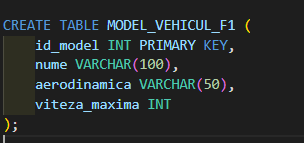 CREATE TABLE MODEL_VEHICUL_F1 (
    id_model INT PRIMARY KEY,
    nume VARCHAR(100),
    aerodinamica VARCHAR(50),
    viteza_maxima INT
);